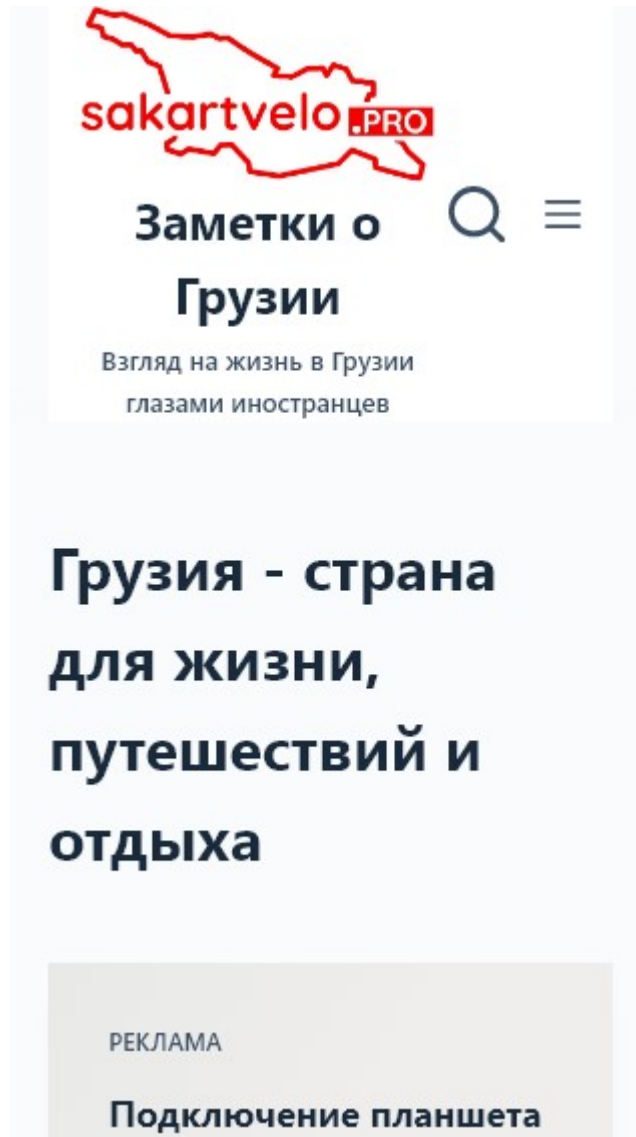 sakartvelo.PRO
Заметки о
Грузии
Взгляд на жизнь в Грузии
глазами иностранцев
Грузия - страна
для жизни,
путешествий и
отдыха
РЕКЛАМА
Подключение планшета